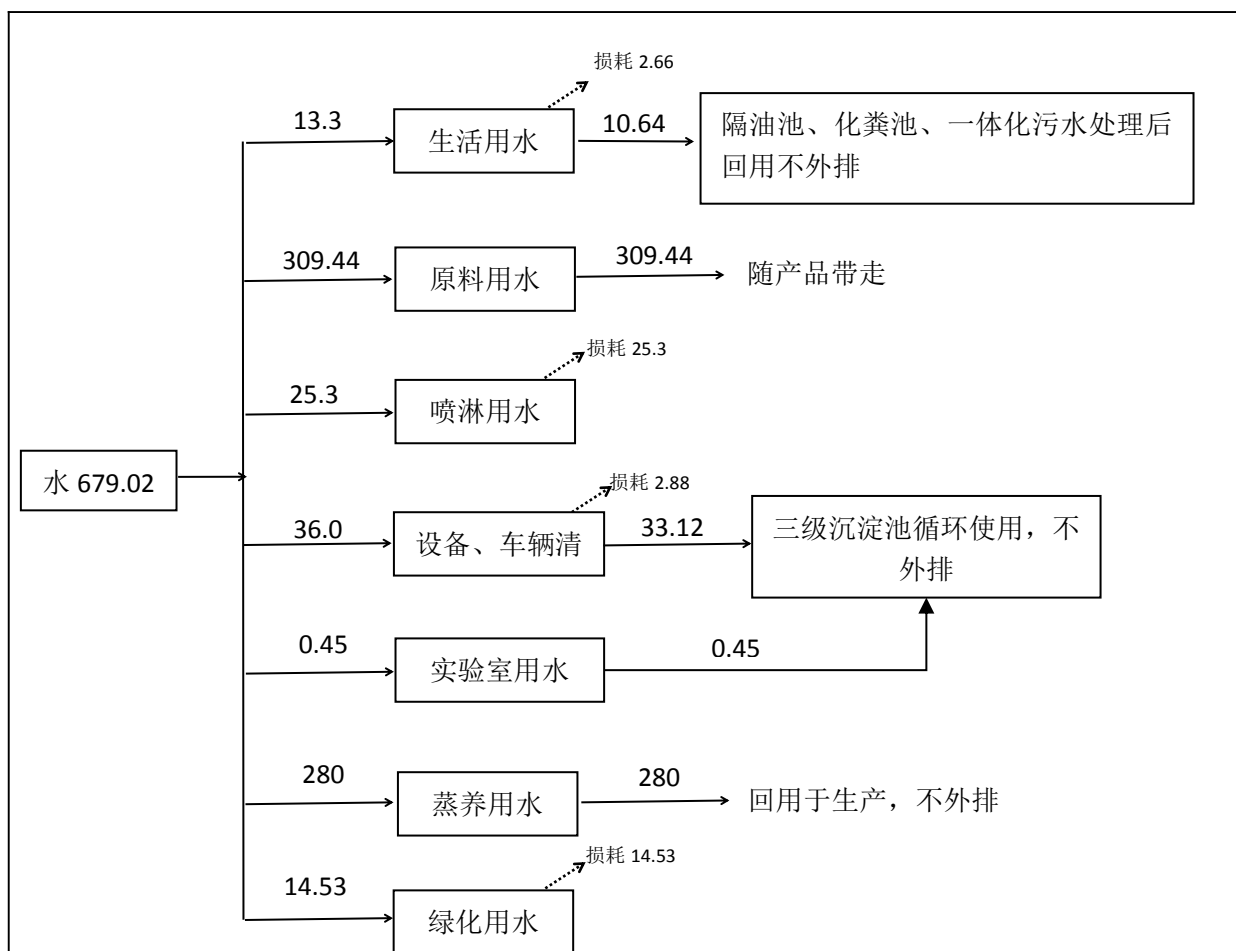 损耗 2.66
13.3
生活用水
10.64
隔油池、化粪池、一体化污水处理后
回用不外排
309.44
原料用水
309.44
随产品带走
损耗 25.3
25.3
喷淋用水
水 679.02
损耗 2.88
36.0
设备、车辆清
33.12
三级沉淀池循环使用，不
外排
0.45
实验室用水
0.45
280
蒸养用水
280
回用于生产，不外排
损耗 14.53
14.53
绿化用水